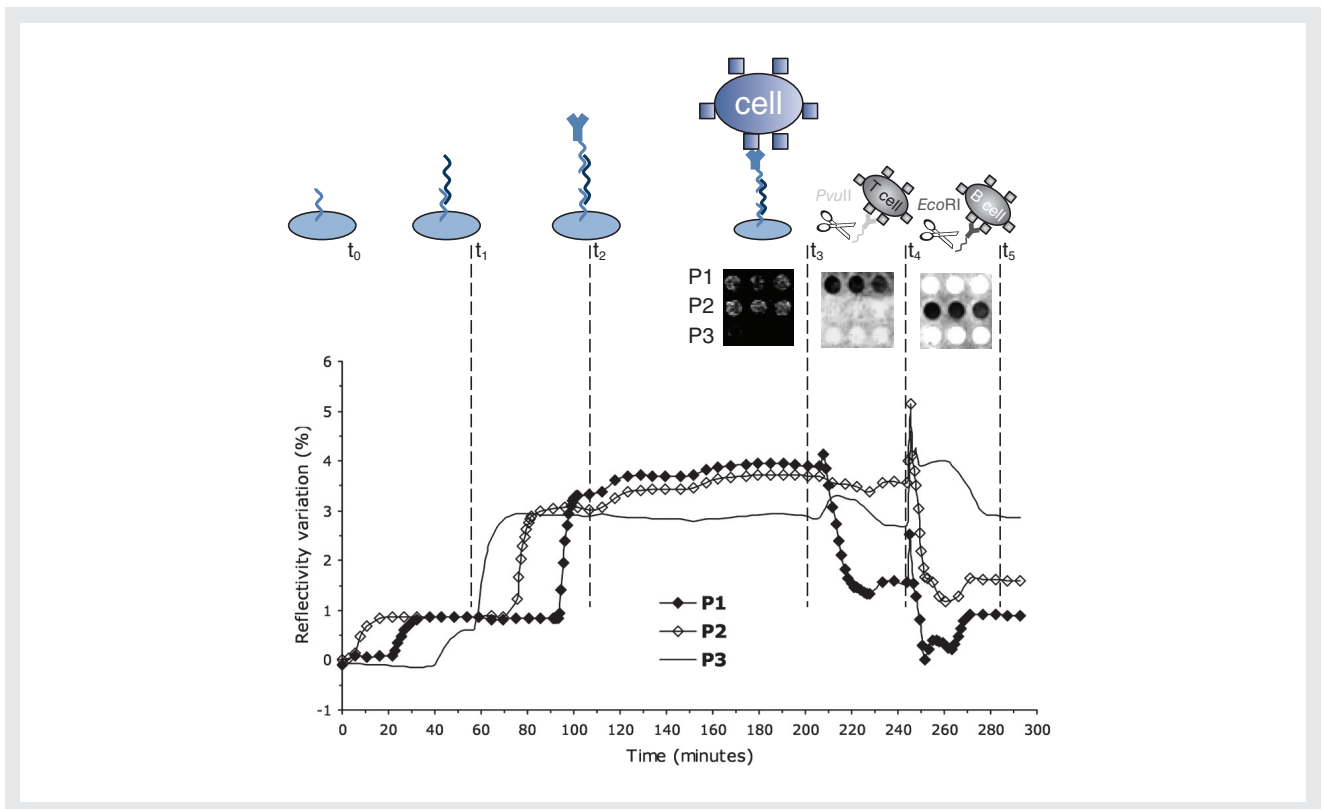 cell
PvuII
T cell
EcoRI
B cell
t0
t1
t2
t3
t4
t5
P1
P2
P3
6
5
4
3
2
1
0
-1
Reflectivity variation (%)
P1
P2
P3
0 20 40 60 80 100 120 140 160 180 200 220 240 260 280 300
Time (minutes)